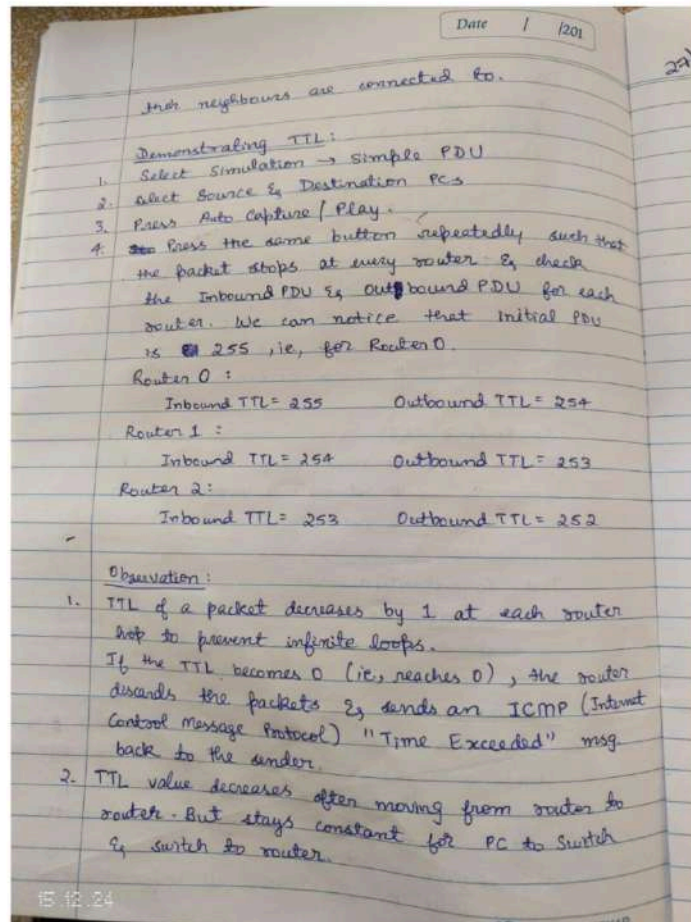 Date / /201
27)
their neighbours are connected to.
Demonstrating TTL:
1. Select Simulation → simple PDU
2. select Source & Destination PCs
3. Press Auto Capture / Play.
4. Press the same button repeatedly such that
the packet stops at every router & check
the Inbound PDU & Outbound PDU for each
router. We can notice that initial PDU
is 255, ie, for Router 0.
Router 0 :
Inbound TTL = 255 Outbound TTL = 254
Router 1 :
Inbound TTL = 254 Outbound TTL = 253
Router 2:
Inbound TTL = 253 Outbound TTL = 252
Observation :
1. TTL of a packet decreases by 1 at each router
hop to prevent infinite loops.
If the TTL becomes 0 (ie, reaches 0), the router
discards the packets & sends an ICMP (Internet
Control Message Protocol) "Time Exceeded" msg.
back to the sender.
2. TTL value decreases after moving from router to
router. But stays constant for PC to Switch
& switch to router.
15.12.24